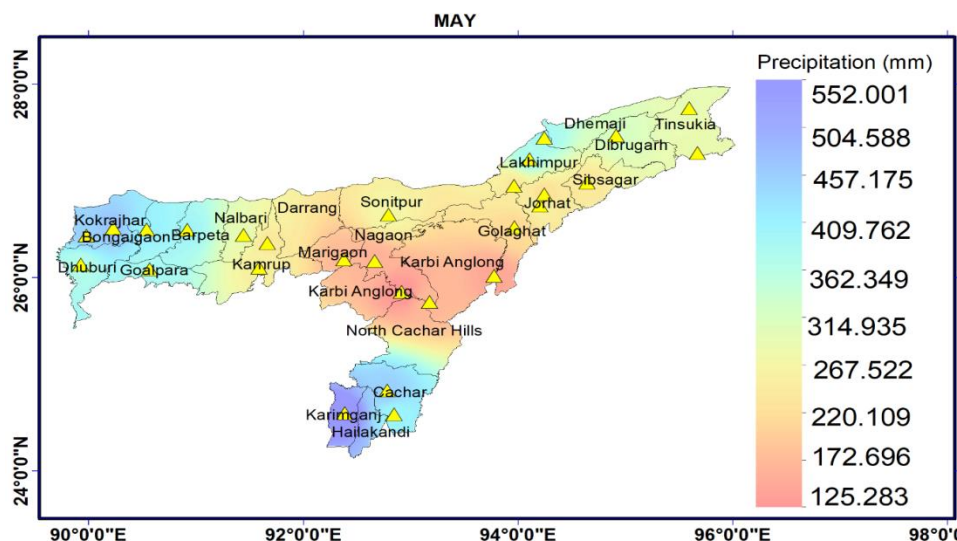 MAY
28°0'0"N
26°0'0"N
24°0'0"N
Precipitation (mm)
552.001
504.588
457.175
409.762
362.349
314.935
267.522
220.109
172.696
125.283
Dhemaji
Tinsukia
Dibrugarh
Lakhimpur
Sibsagar
Jorhat
Sonitpur
Darrang
Nalbari
Kokrajhar
Bongaigaon
Barpeta
Nagaon
Golaghat
Marigaon
Dhuburi
Goalpara
Kamrup
Karbi Anglong
Karbi Anglong
North Cachar Hills
Cachar
Karimganj
Hailakandi
90°0'0"E
92°0'0"E
94°0'0"E
96°0'0"E
98°0'0